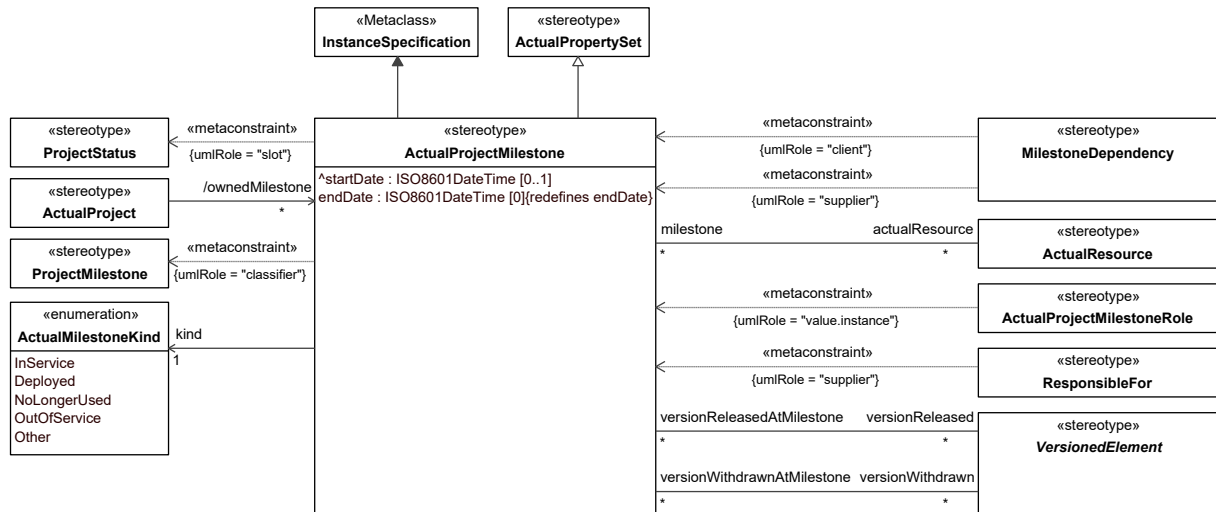 «Metaclass»
InstanceSpecification
«stereotype»
ActualPropertySet
«stereotype»
ProjectStatus
«metaconstraint»
{umlRole = "slot"}
«stereotype»
ActualProject
/ownedMilestone
*
«stereotype»
ProjectMilestone
«metaconstraint»
{umlRole = "classifier"}
«enumeration»
ActualMilestoneKind
InService
Deployed
NoLongerUsed
OutOfService
Other
kind
1
«stereotype»
ActualProjectMilestone
^startDate : ISO8601DateTime [0..1]
endDate : ISO8601DateTime [0]{redefines endDate}
«metaconstraint»
{umlRole = "client"}
«metaconstraint»
{umlRole = "supplier"}
«stereotype»
MilestoneDependency
milestone
*
actualResource
*
«stereotype»
ActualResource
«metaconstraint»
{umlRole = "value.instance"}
«stereotype»
ActualProjectMilestoneRole
«metaconstraint»
{umlRole = "supplier"}
«stereotype»
ResponsibleFor
versionReleasedAtMilestone
*
versionReleased
*
versionWithdrawnAtMilestone
*
versionWithdrawn
*
«stereotype»
VersionedElement